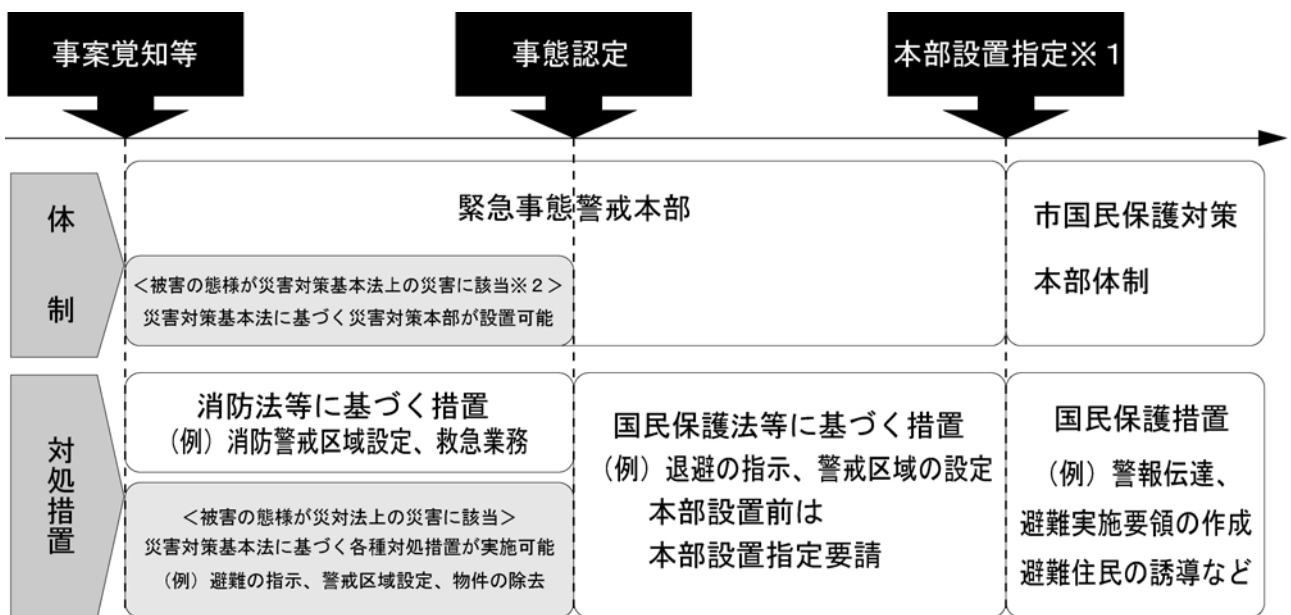 事案覚知等
事態認定
本部設置指定※1
体制
緊急事態警戒本部
＜被害の態様が災害対策基本法上の災害に該当※2＞
災害対策基本法に基づく災害対策本部が設置可能
市国民保護対策
本部体制
対処措置
消防法等に基づく措置
（例）消防警戒区域設定、救急業務
＜被害の態様が災対法上の災害に該当＞
災害対策基本法に基づく各種対処措置が実施可能
（例）避難の指示、警戒区域設定、物件の除去
国民保護法等に基づく措置
（例）退避の指示、警戒区域の設定
本部設置前は
本部設置指定要請
国民保護措置
（例）警報伝達、
避難実施要領の作成
避難住民の誘導など